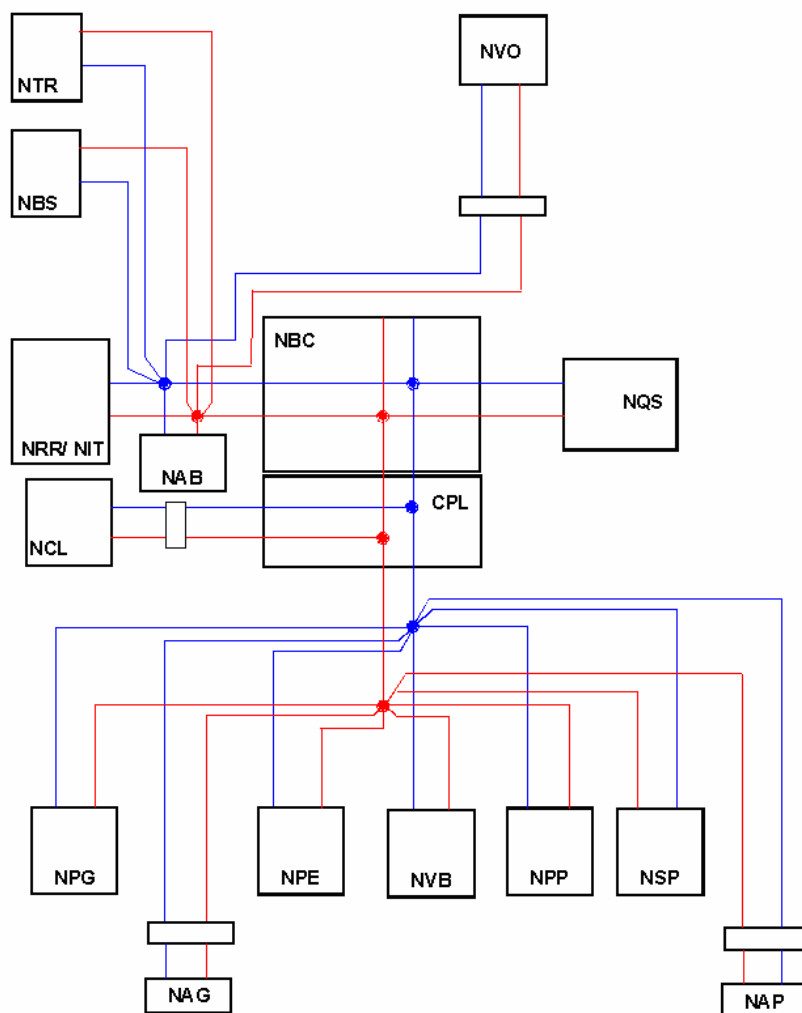 NTR
NVO
NBS
NBC
NQS
NRR/ NIT
NAB
CPL
NCL
NPG
NPE
NVB
NPP
NSP
NAG
NAP